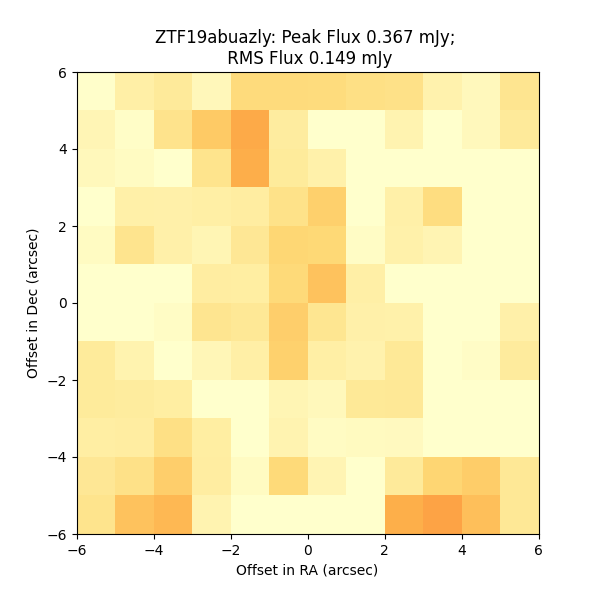 ZTF19abuazly: Peak Flux 0.367 mJy;
RMS Flux 0.149 mJy
6
4
2
0
−2
−4
−6
Offset in Dec (arcsec)
−6 −4 −2 0 2 4 6
Offset in RA (arcsec)